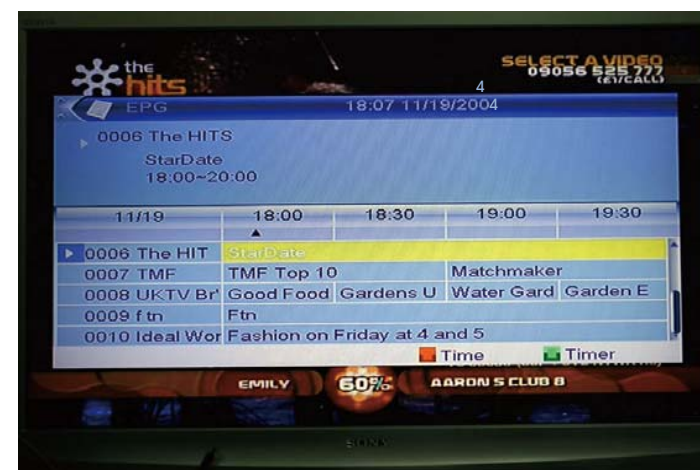 the
hits
SELECT A VIDEO
09056 525 777
(£1/CALL)
4
EPG 18:07 11/19/2004
0006 The HITS
StarDate
18:00~20:00
11/19 18:00 18:30 19:00 19:30
0006 The HIT StarDate
0007 TMF TMF Top 10 Matchmaker
0008 UKTV Br' Good Food Gardens U Water Gard Garden E
0009 f tn Ftn
0010 Ideal Wor Fashion on Friday at 4 and 5
Time Timer
EMILY 60% AARON S CLUB 8
SONY